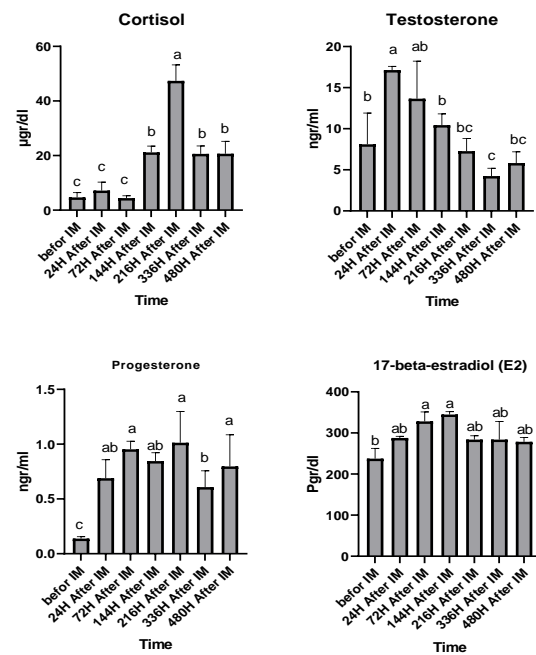 Cortisol
µgr/dl
60
40
20
0
c
c
c
b
a
b
b
befor IM
24H After IM
72H After IM
144H After IM
216H After IM
336H After IM
480H After IM
Time
Testosterone
ngr/ml
20
15
10
5
0
b
a
ab
b
bc
c
bc
befor IM
24H After IM
72H After IM
144H After IM
216H After IM
336H After IM
480H After IM
Time
Progesterone
ngr/ml
1.5
1.0
0.5
0.0
c
ab
a
ab
a
b
a
befor IM
24H After IM
72H After IM
144H After IM
216H After IM
336H After IM
480H After IM
Time
17-beta-estradiol (E2)
Pgr/dl
400
300
200
100
0
b
ab
a
a
ab
ab
ab
befor IM
24H After IM
72H After IM
144H After IM
216H After IM
336H After IM
480H After IM
Time